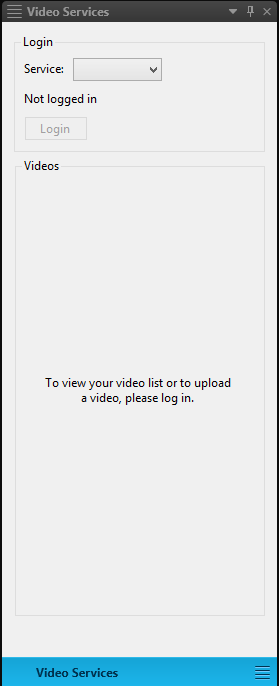 Video Services
Login
Service:
Not logged in
Login
Videos
To view your video list or to upload
a video, please log in.
Video Services